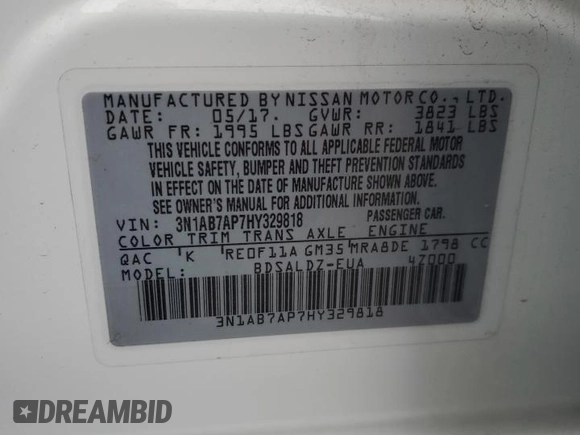 MANUFACTURED BY NISSAN MOTOR CO., LTD.
DATE: 05/17. GVWR: 3823 LBS
GAWR FR: 1995 LBS GAWR RR: 1841 LBS
THIS VEHICLE CONFORMS TO ALL APPLICABLE FEDERAL MOTOR
VEHICLE SAFETY, BUMPER AND THEFT PREVENTION STANDARDS
IN EFFECT ON THE DATE OF MANUFACTURE SHOWN ABOVE.
SEE OWNER'S MANUAL FOR ADDITIONAL INFORMATION.
VIN: 3N1AB7AP7HY329818 PASSENGER CAR.
COLOR TRIM TRANS AXLE ENGINE
QAC K RE0F11A GM35 MRA8DE 1798 CC
MODEL: BDSALDZ-EUA 47000
3N1AB7AP7HY329818
DREAMBID